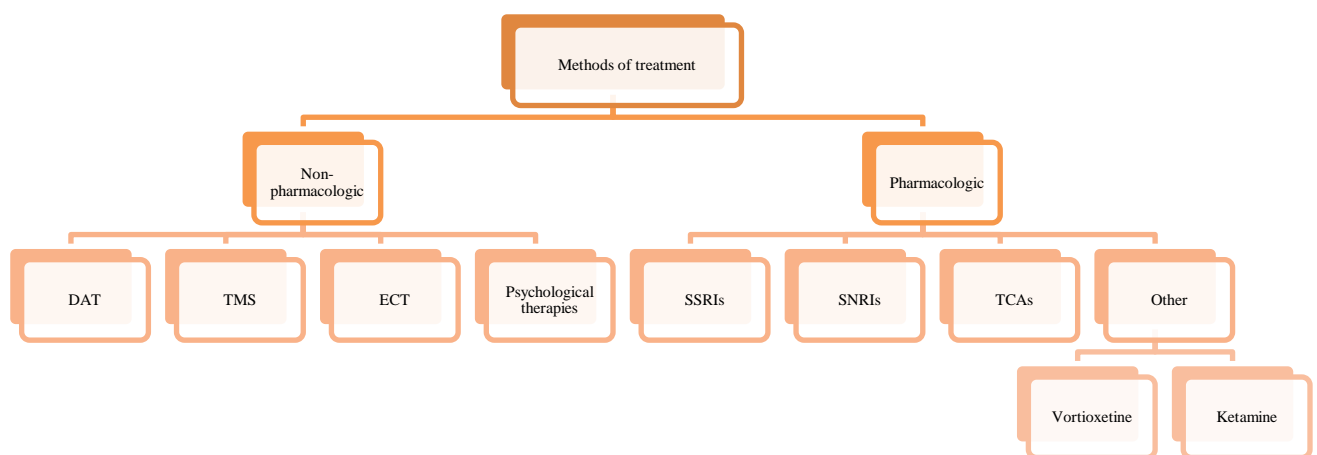 Methods of treatment
Non-
pharmacologic
Pharmacologic
DAT
TMS
ECT
Psychological
therapies
SSRIs
SNRIs
TCAs
Other
Vortioxetine
Ketamine